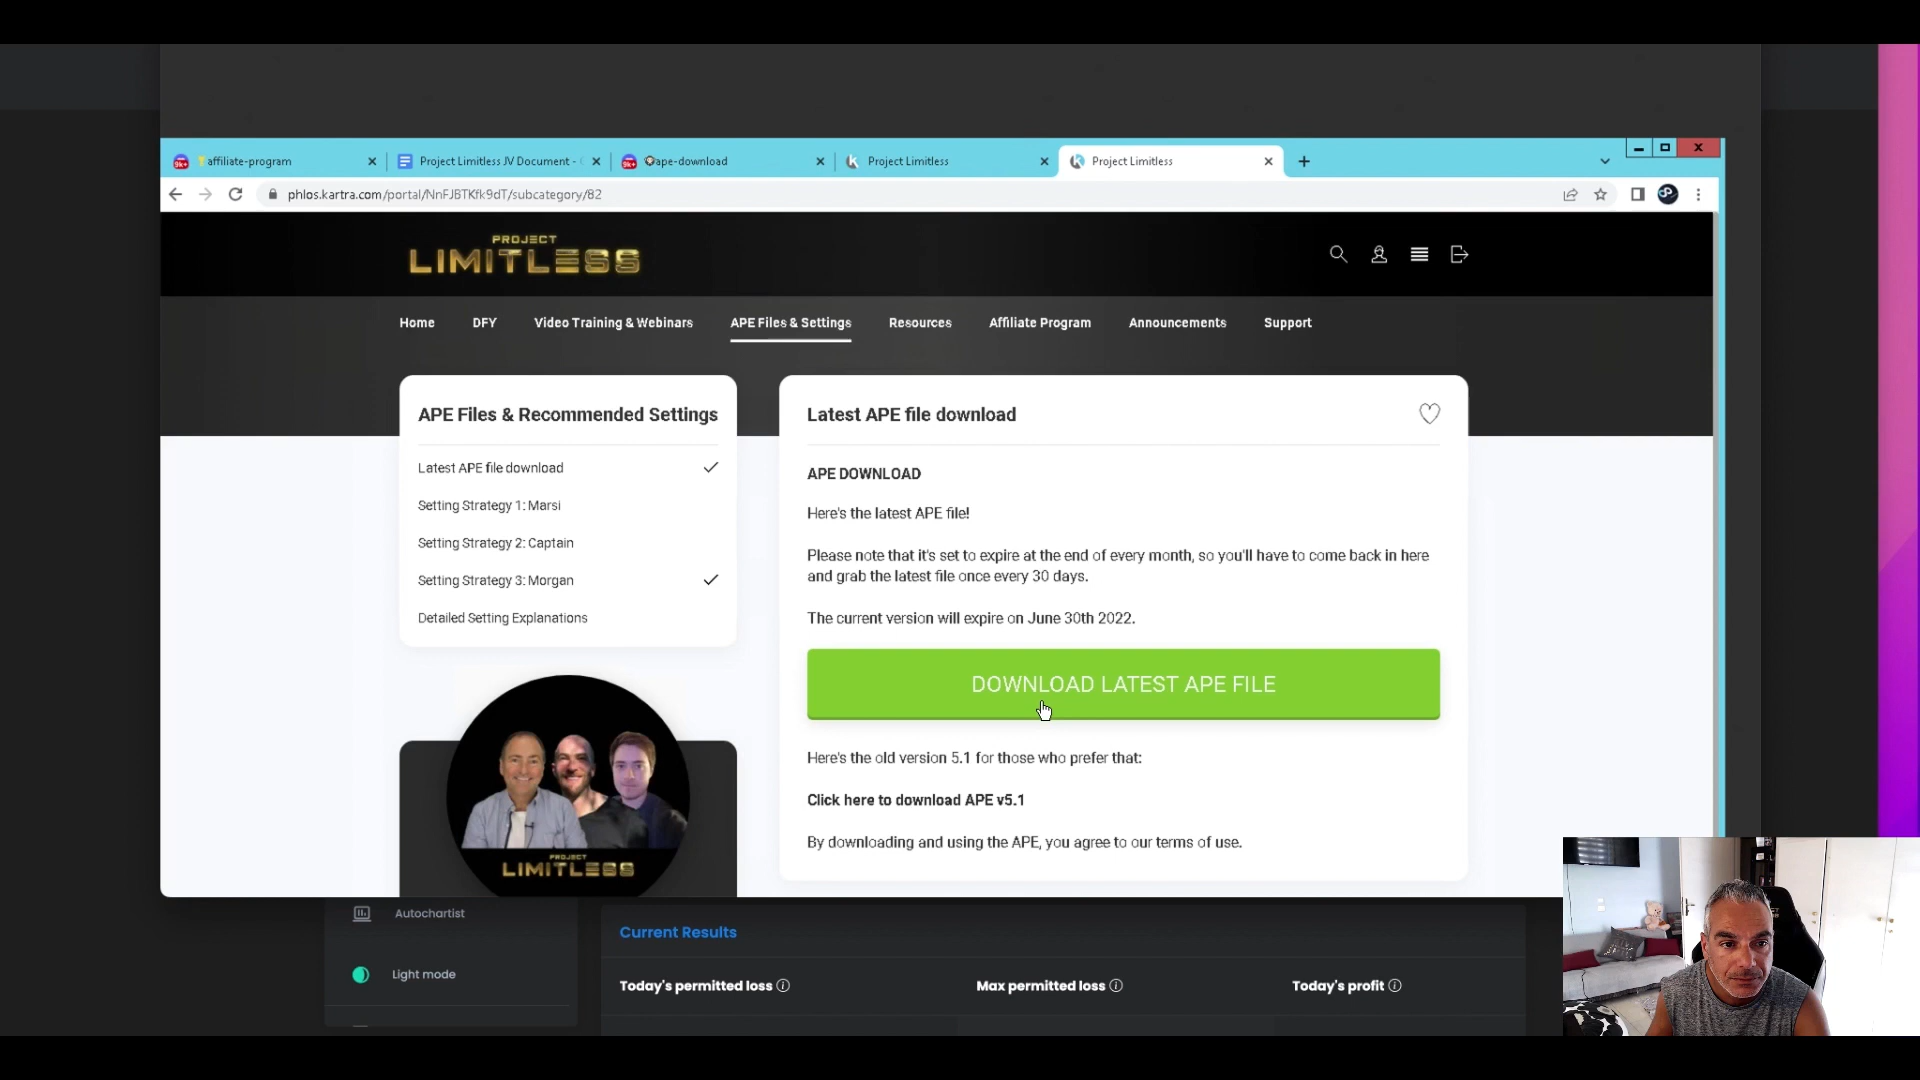 affiliate-program
Project Limitless JV Document -
ape-download
Project Limitless
Project Limitless
phlos.kartra.com/portal/NnFJBTKfk9dT/subcategory/82
PROJECT
LIMITLESS
Home
DFY
Video Training & Webinars
APE Files & Settings
Resources
Affiliate Program
Announcements
Support
APE Files & Recommended Settings
Latest APE file download
Setting Strategy 1: Marsi
Setting Strategy 2: Captain
Setting Strategy 3: Morgan
Detailed Setting Explanations
Latest APE file download
APE DOWNLOAD
Here's the latest APE file!
Please note that it's set to expire at the end of every month, so you'll have to come back in here
and grab the latest file once every 30 days.
The current version will expire on June 30th 2022.
DOWNLOAD LATEST APE FILE
Here's the old version 5.1 for those who prefer that:
Click here to download APE v5.1
By downloading and using the APE, you agree to our terms of use.
PROJECT
LIMITLESS
Autochartist
Light mode
Current Results
Today's permitted loss
Max permitted loss
Today's profit